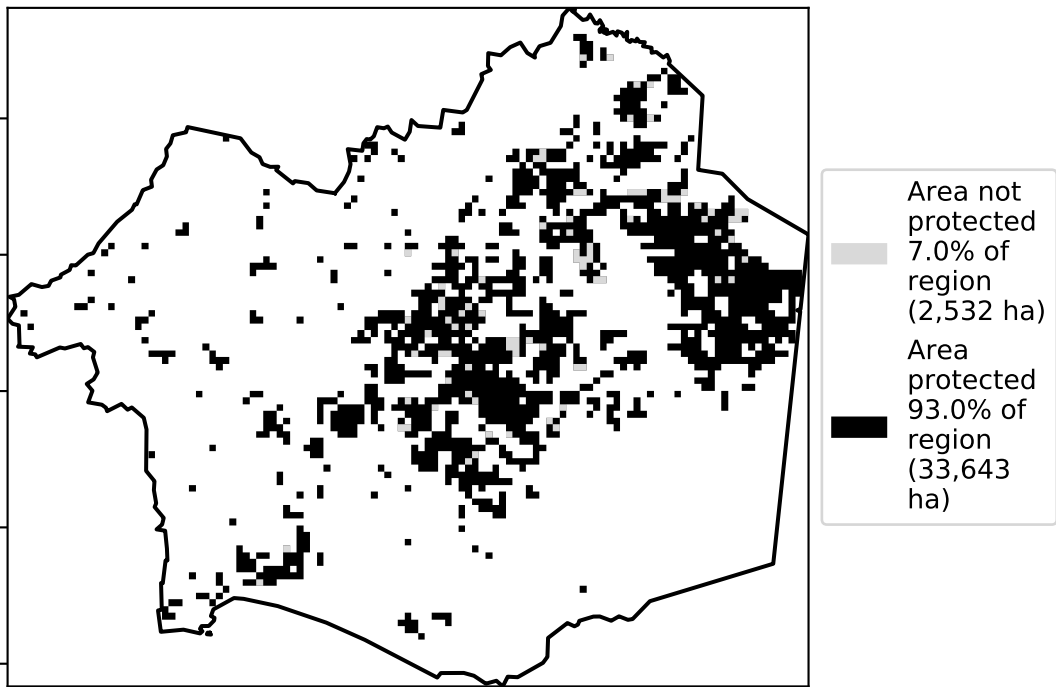 Area not
protected
7.0% of
region
(2,532 ha)
Area
protected
93.0% of
region
(33,643
ha)